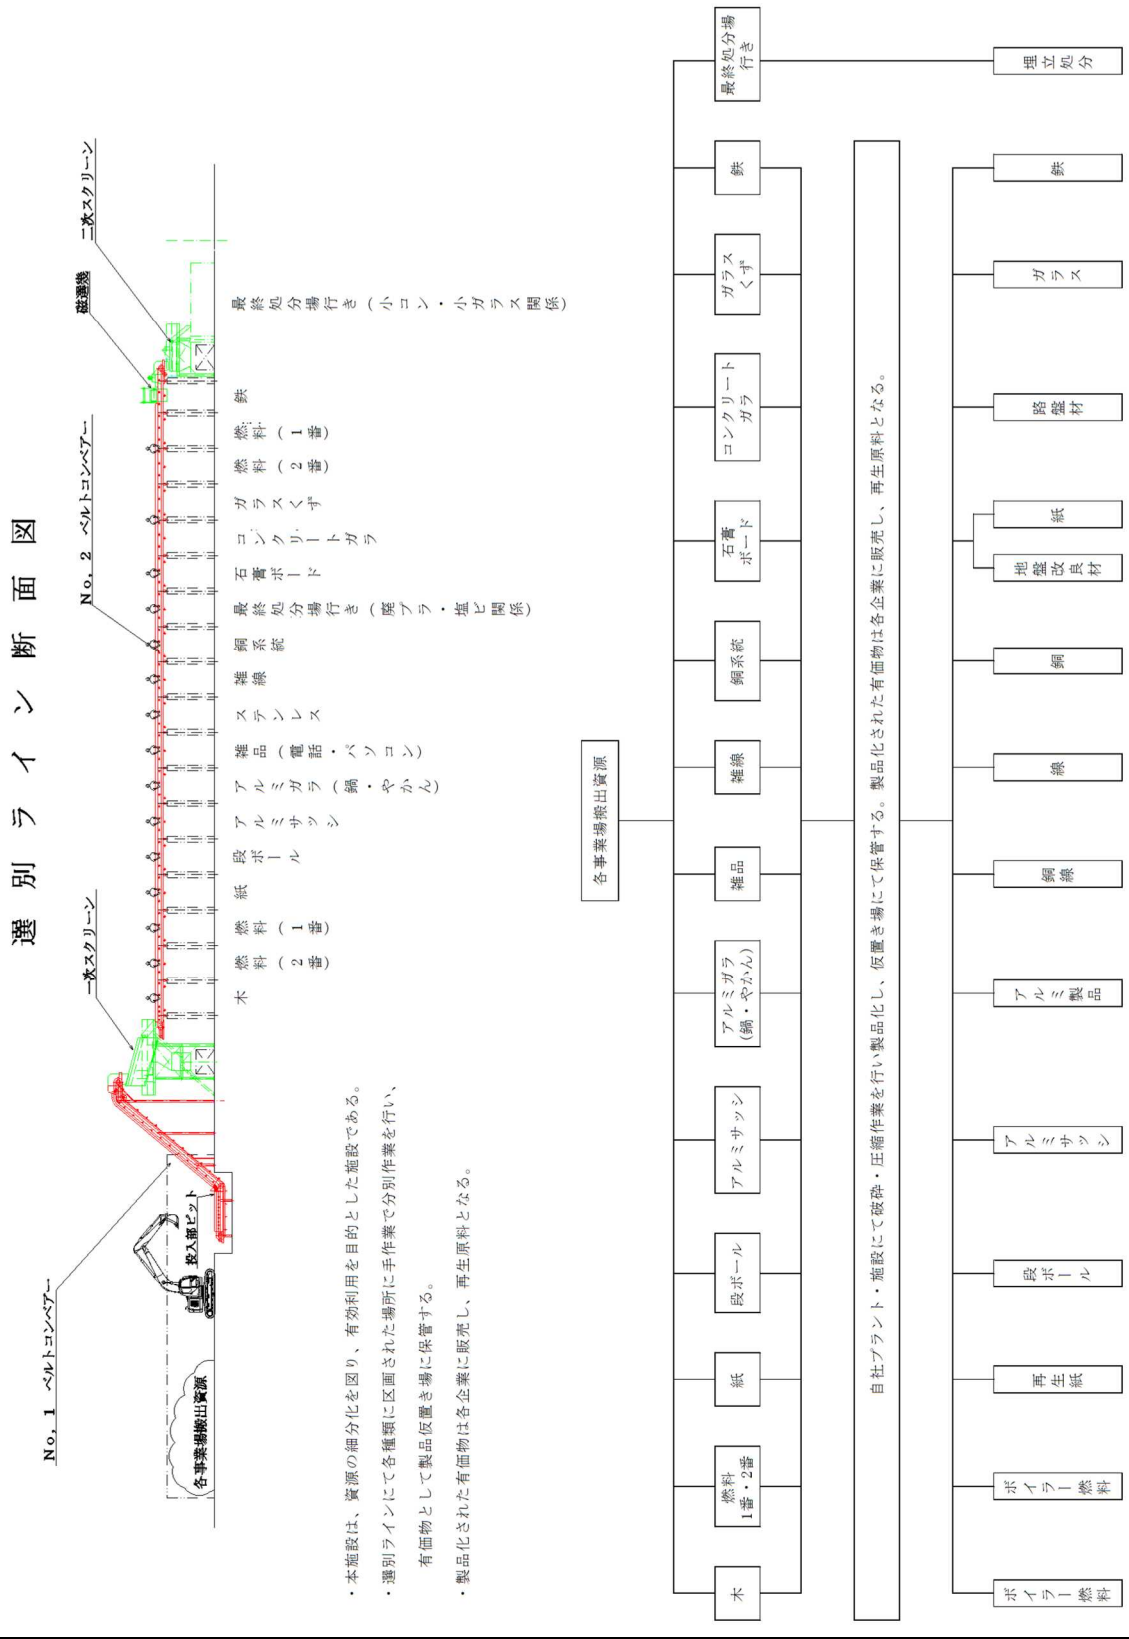 選別ライン断面図
No, 1 ベルトコンベアー
一次スクリーン
No, 2 ベルトコンベアー
磁選機
二次スクリーン
各事業場搬出資源
投入部ピット
木
燃料(2番)
燃料(1番)
紙
段ボール
アルミサッシ
アルミガラ(鍋・やかん)
雑品(電話・パソコン)
ステンレス
雑線
銅系統
最終処分場行き(廃プラ・塩ビ関係)
石膏ボード
コンクリートガラ
ガラスくず
燃料(2番)
燃料(1番)
鉄
最終処分場行き(小コン・小ガラス関係)
・本施設は、資源の細分化を図り、有効利用を目的とした施設である。
・選別ラインにて各種類に区画された場所に手作業で分別作業を行い、
有価物として製品仮置き場に保管する。
・製品化された有価物は各企業に販売し、再生原料となる。
各事業場搬出資源
木
燃料
1番・2番
紙
段ボール
アルミサッシ
アルミガラ
(鍋・やかん)
雑品
雑線
銅系統
石膏
ボード
コンクリート
ガラ
ガラス
くず
鉄
最終処分場
行き
自社プラント・施設にて破砕・圧縮作業を行い製品化し、仮置き場にて保管する。製品化された有価物は各企業に販売し、再生原料となる。
ボイラー
燃料
ボイラー
燃料
再生紙
段ボール
アルミサッシ
アルミ
製品
銅線
線
銅
地盤改良材
紙
路盤材
ガラス
鉄
埋立処分